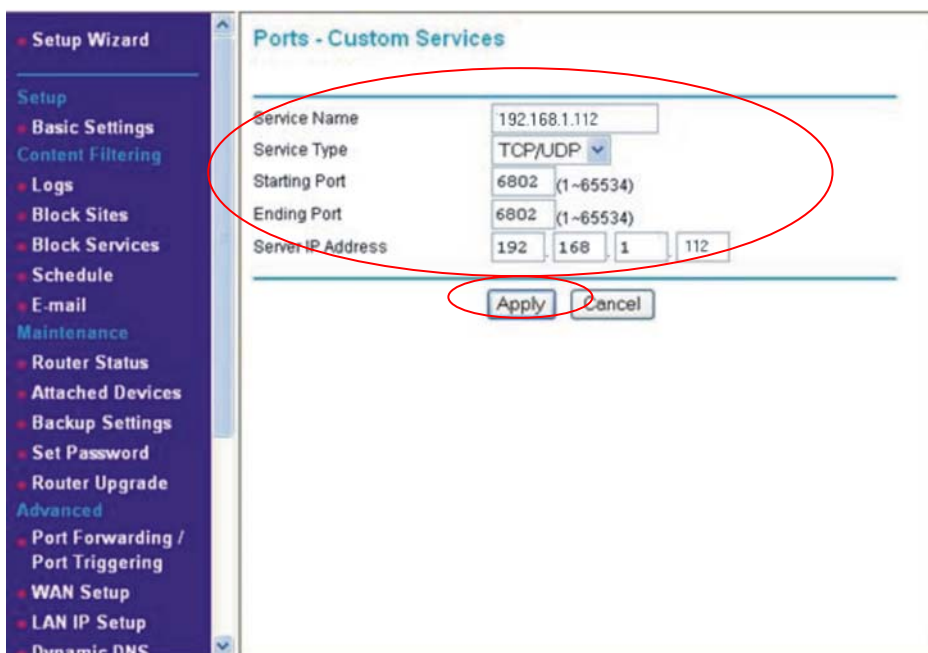 Setup Wizard
Setup
Basic Settings
Content Filtering
Logs
Block Sites
Block Services
Schedule
E-mail
Maintenance
Router Status
Attached Devices
Backup Settings
Set Password
Router Upgrade
Advanced
Port Forwarding /
Port Triggering
WAN Setup
LAN IP Setup
Dynamic DNS
Ports - Custom Services
Service Name 192.168.1.112
Service Type TCP/UDP
Starting Port 6802 (1~65534)
Ending Port 6802 (1~65534)
Server IP Address 192 . 168 . 1 . 112
Apply Cancel